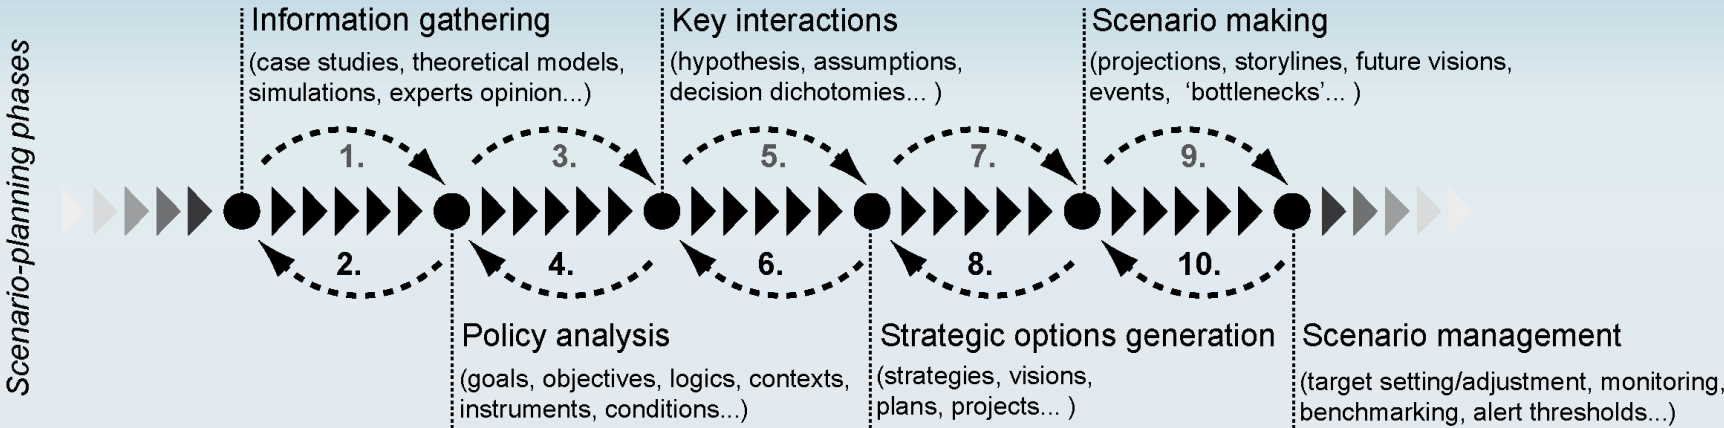 Scenario-planning phases
Information gathering
(case studies, theoretical models,
simulations, experts opinion...)
Key interactions
(hypothesis, assumptions,
decision dichotomies... )
Scenario making
(projections, storylines, future visions,
events,  ‘bottlenecks’... )
1.
3.
5.
7.
9.
2.
4.
6.
8.
10.
Policy analysis
(goals, objectives, logics, contexts,
instruments, conditions...)
Strategic options generation
(strategies, visions,
plans, projects... )
Scenario management
(target setting/adjustment, monitoring,
benchmarking, alert thresholds...)